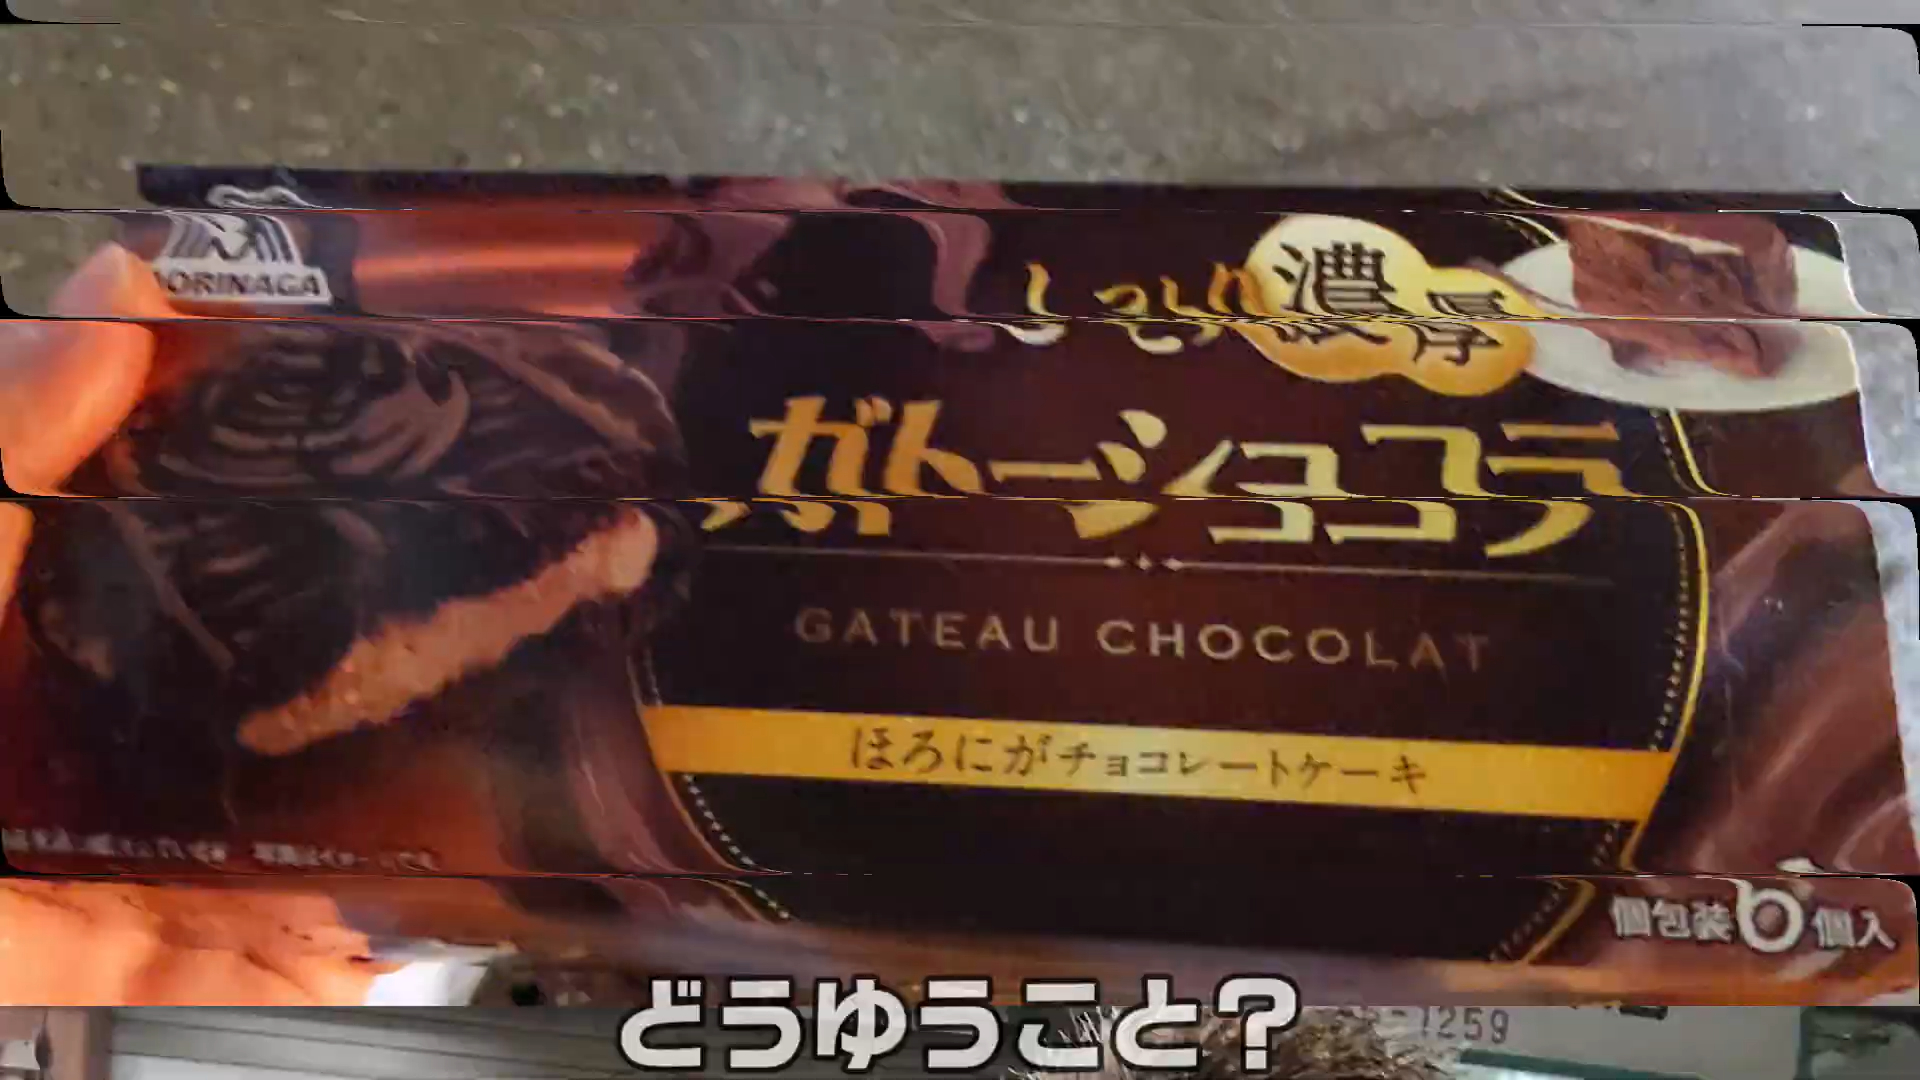 MORINAGA
しっとり濃厚
ガトーショコラ
GATEAU CHOCOLAT
ほろにがチョコレートケーキ
個包装6個入
どうゆうこと?
1259